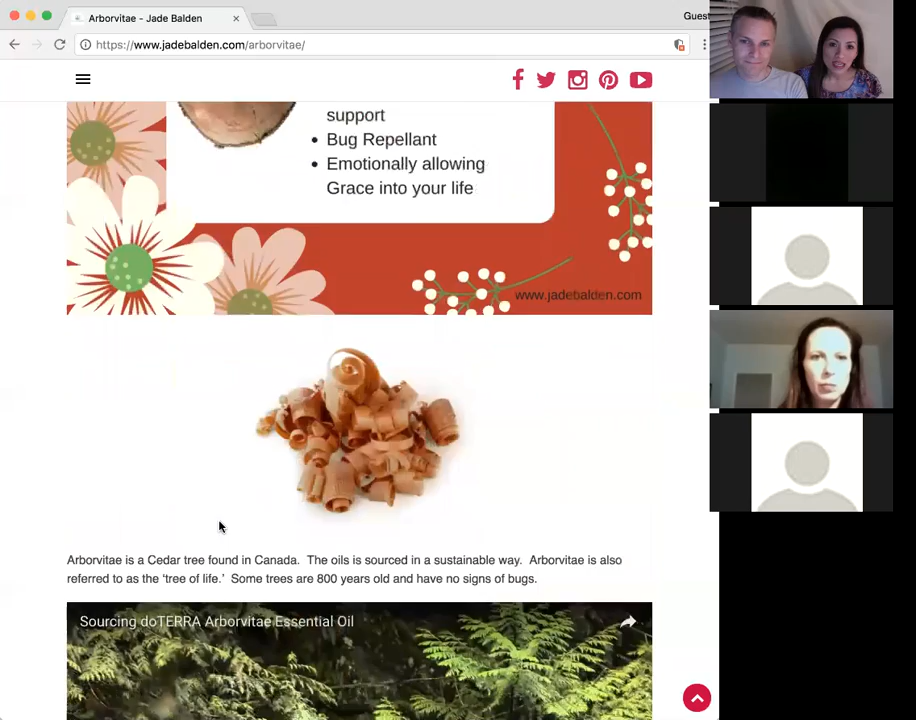 Arborvitae - Jade Balden
Guest
https://www.jadebalden.com/arborvitae/
support
Bug Repellant
Emotionally allowing
Grace into your life
www.jadebalden.com
Arborvitae is a Cedar tree found in Canada.  The oils is sourced in a sustainable way.  Arborvitae is also
referred to as the ‘tree of life.’  Some trees are 800 years old and have no signs of bugs.
Sourcing doTERRA Arborvitae Essential Oil